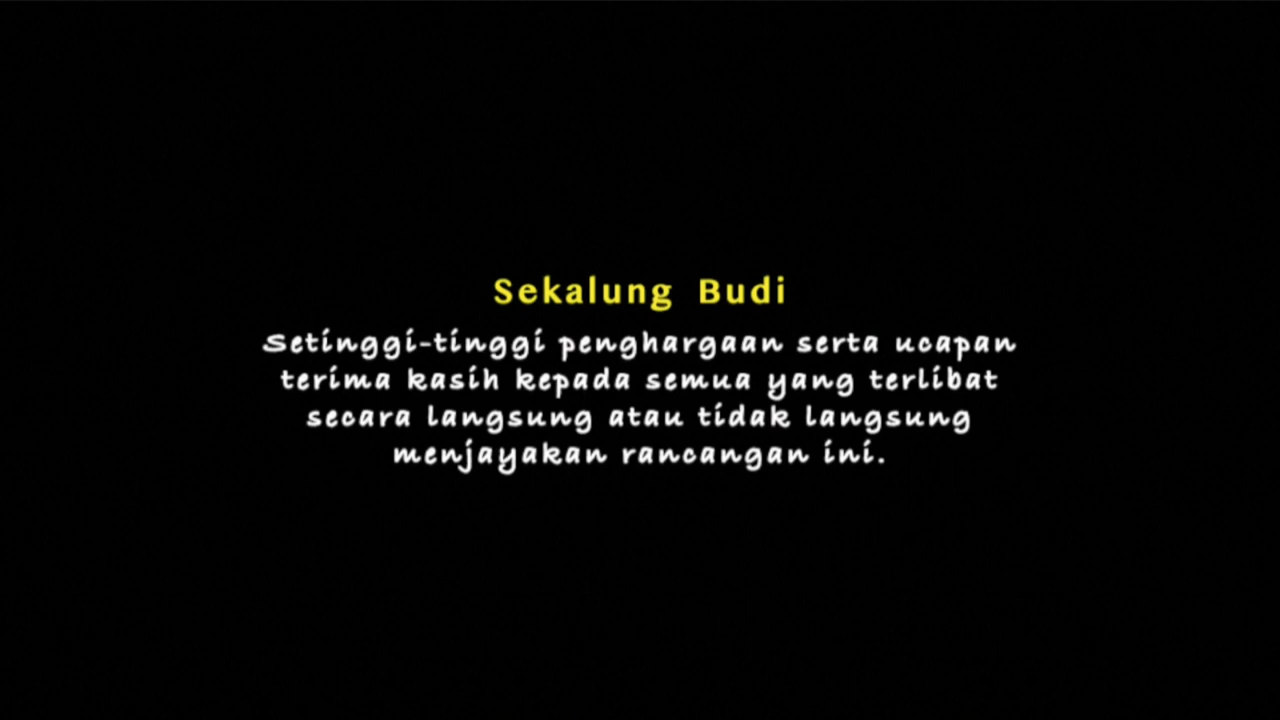 Sekalung Budi
Setinggi-tinggi penghargaan serta ucapan
terima kasih kepada semua yang terlibat
secara langsung atau tidak langsung
menjayakan rancangan ini.